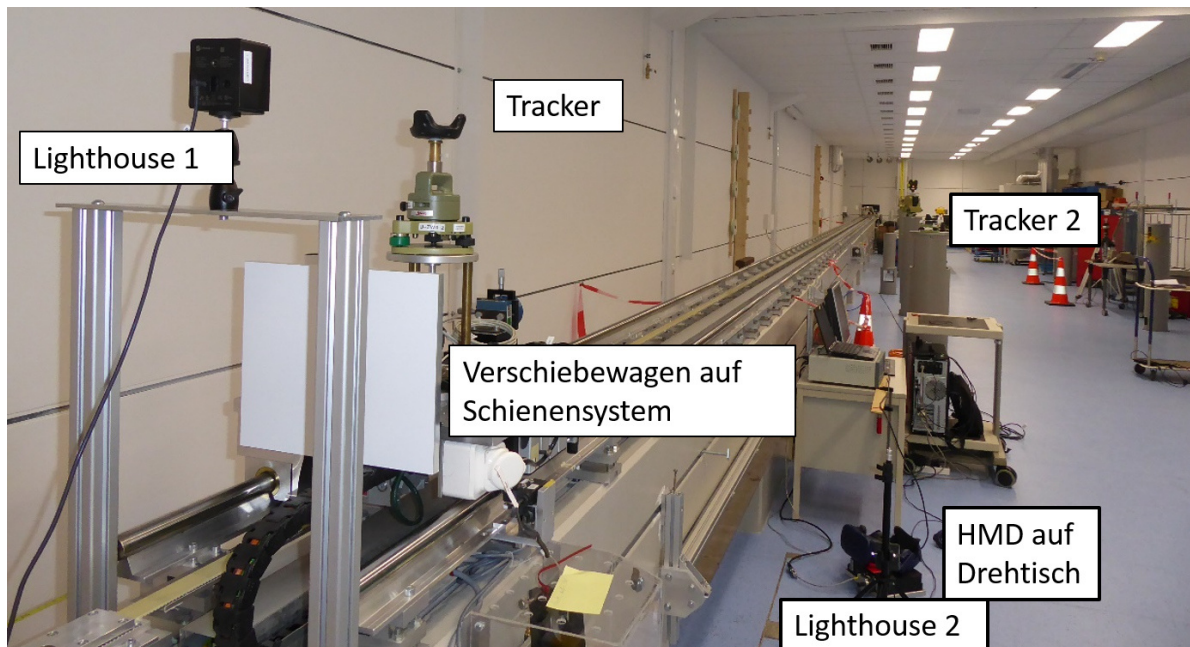 Tracker
Lighthouse 1
Tracker 2
Verschiebewagen auf
Schienensystem
HMD auf
Drehtisch
Lighthouse 2